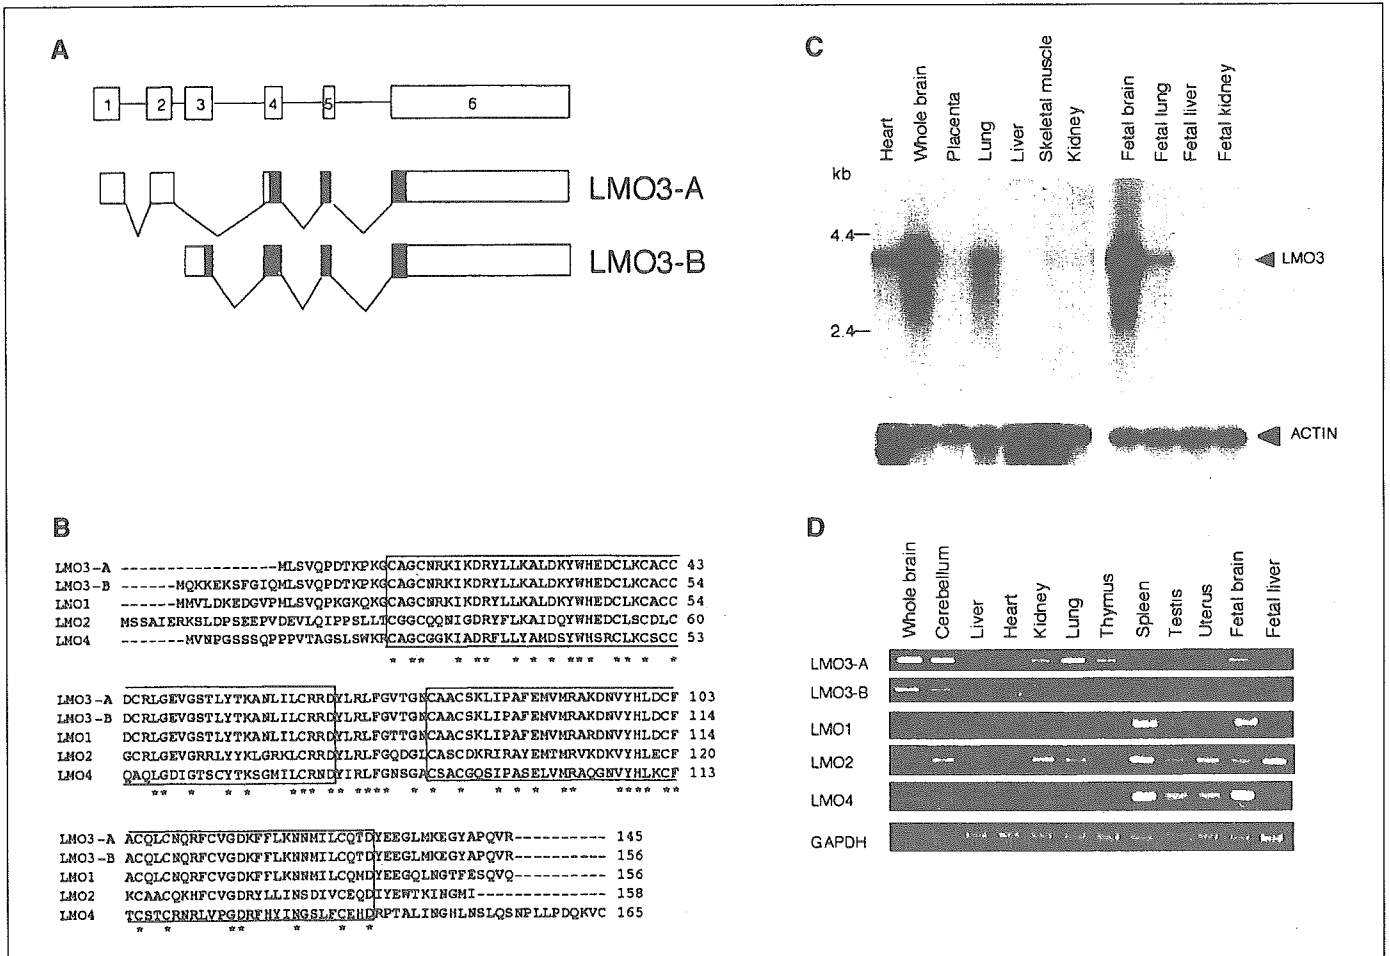 A
1 2 3 4 5 6
LMO3-A
LMO3-B
B
LMO3-A ----------------- MLSVQPDTKPKGCAGCNRKIKDRYLLKALDKYWHEDCLKCACC 43
LMO3-B ------MQKKEKSFGIQMLSVQPDTKPKGCAGCNRKIKDRYLLKALDKYWHEDCLKCACC 54
LMO1 ------MMVLDKEDGVPMLSVQPKGKQKGCAGCNRKIKDRYLLKALDKYWHEDCLKCACC 54
LMO2 MSSAIERKSLDPSEEPVDEVLQIPPSLLTCGGCQQNIGDRYFLKAIDQYWHEDCLSCDLC 60
LMO4 -------MVNPGSSSQPPPVTAGSLSWKRCAGCGGKIADRFLLYAMDSYWHSRCLKCSCC 53
LMO3-A DCRLGEVGSTLYTKANLILCRRDYLRLFGVTGNCAACSKLIPAFEMVMRAKDNVYHLDCF 103
LMO3-B DCRLGEVGSTLYTKANLILCRRDYLRLFGVTGNCAACSKLIPAFEMVMRAKDNVYHLDCF 114
LMO1 DCRLGEVGSTLYTKANLILCRRDYLRLFGTTGNCAACSKLIPAFEMVMRARDNVYHLDCF 114
LMO2 GCRLGEVGRRLYYKLGRKLCRRDYLRLFGQDGLCASCDKRIRAYEMTMRVKDKVYHLECF 120
LMO4 QAQLGDIGTSCYTKSGMILCRNDYIRLFGNSGACSACGQSIPASELVMRAQGNVYHLKCF 113
LMO3-A ACQLCNQRFCVGDKFFLKNNMILCQTDYEEGLMKEGYAPQVR---------- 145
LMO3-B ACQLCNQRFCVGDKFFLKNNMILCQTDYEEGLMKEGYAPQVR---------- 156
LMO1 ACQLCNQRFCVGDKFFLKNNMILCQMDYEEGQLNGTFESQVQ---------- 156
LMO2 KCAACQKHFCVGDRYLLINSDIVCEQDIYEWTKINGMI-------------- 158
LMO4 TCSTCRNRLVPGDRFHYINGSLFCEHDRPTALINGHLNSLQSNPLLPDQKVC 165
C
Heart Whole brain Placenta Lung Liver Skeletal muscle Kidney Fetal brain Fetal lung Fetal liver Fetal kidney
kb
4.4
LMO3
2.4
ACTIN
D
Whole brain Cerebellum Liver Heart Kidney Lung Thymus Spleen Testis Uterus Fetal brain Fetal liver
LMO3-A
LMO3-B
LMO1
LMO2
LMO4
GAPDH